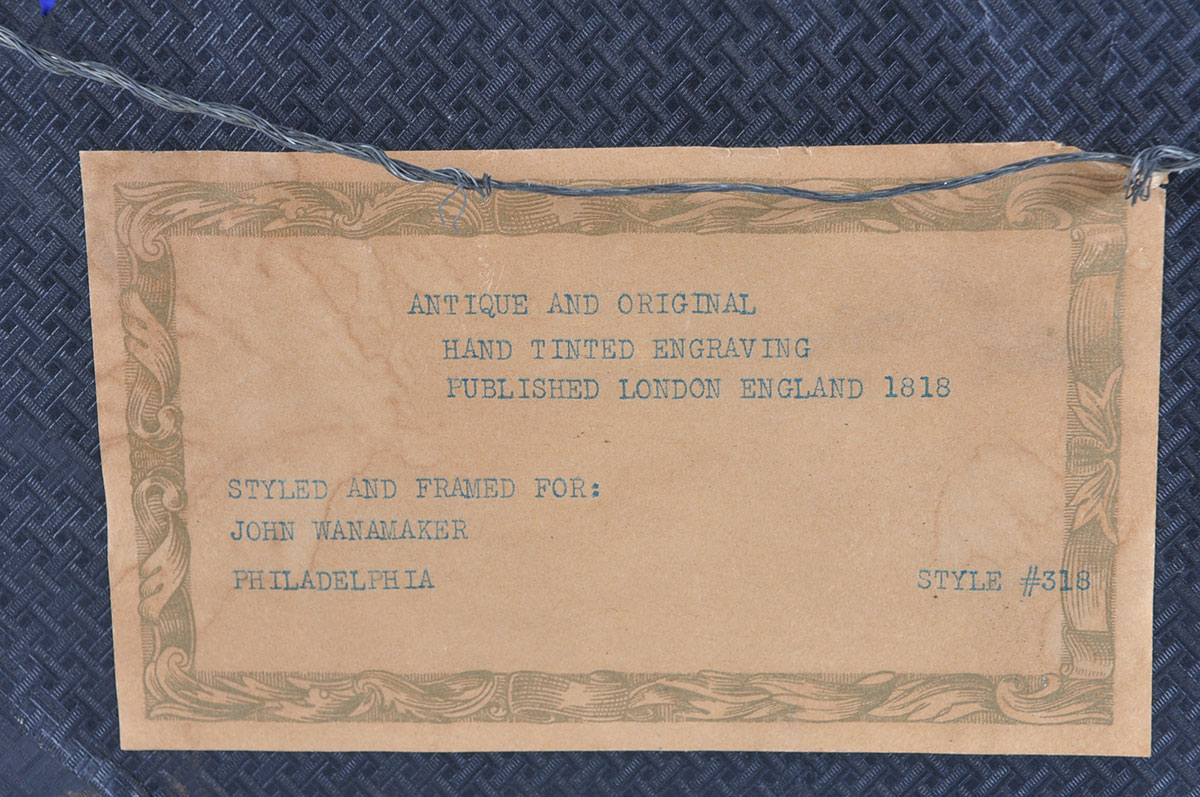 ANTIQUE AND ORIGINAL
HAND TINTED ENGRAVING
PUBLISHED LONDON ENGLAND 1818
STYLED AND FRAMED FOR:
JOHN WANAMAKER
PHILADELPHIA STYLE #318